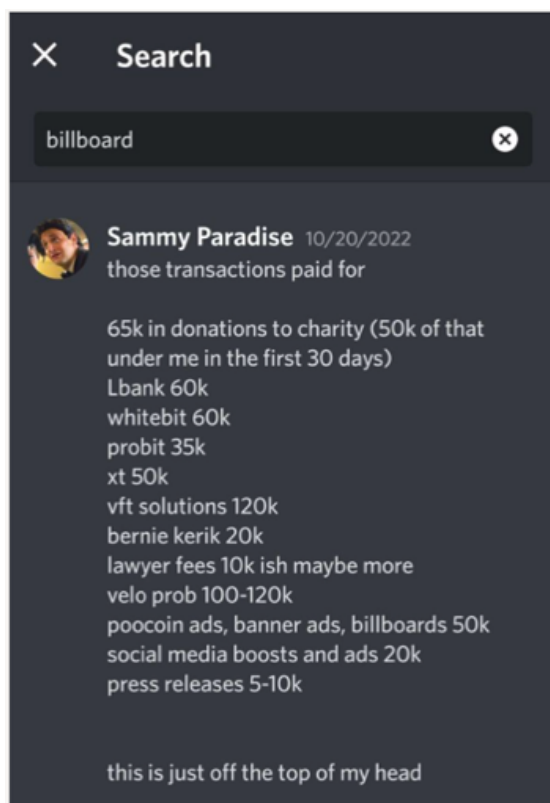 Search
billboard
Sammy Paradise 10/20/2022
those transactions paid for
65k in donations to charity (50k of that
under me in the first 30 days)
Lbank 60k
whitebit 60k
probit 35k
xt 50k
vft solutions 120k
bernie kerik 20k
lawyer fees 10k ish maybe more
velo prob 100-120k
poocoin ads, banner ads, billboards 50k
social media boosts and ads 20k
press releases 5-10k
this is just off the top of my head